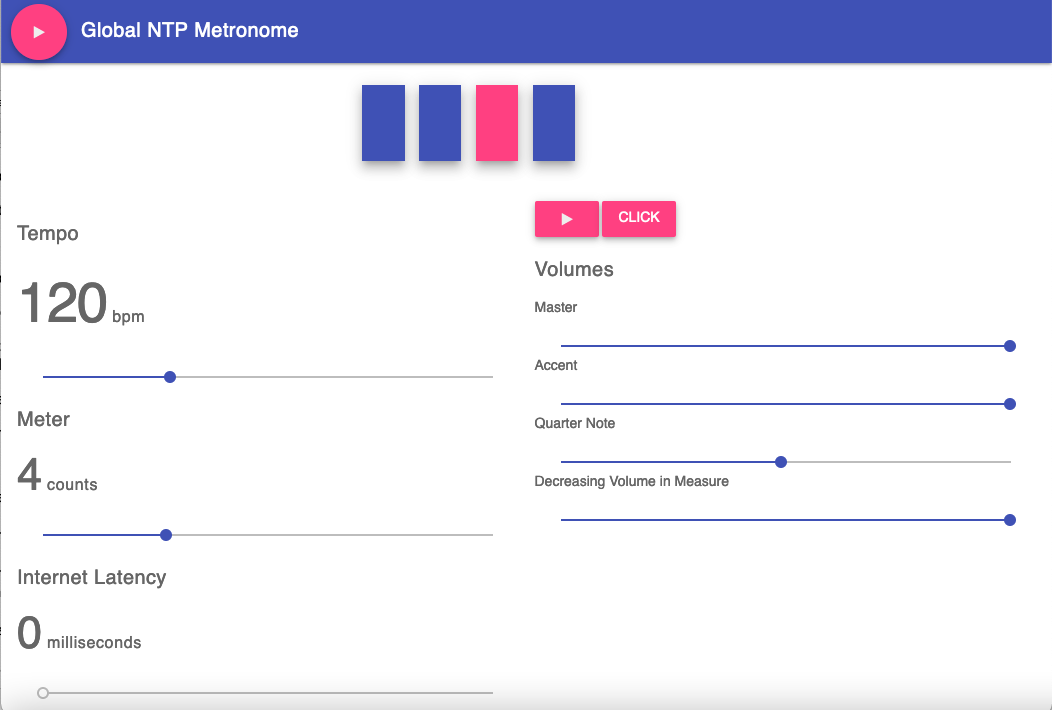 Global NTP Metronome
Tempo
120 bpm
Meter
4 counts
Internet Latency
0 milliseconds
CLICK
Volumes
Master
Accent
Quarter Note
Decreasing Volume in Measure